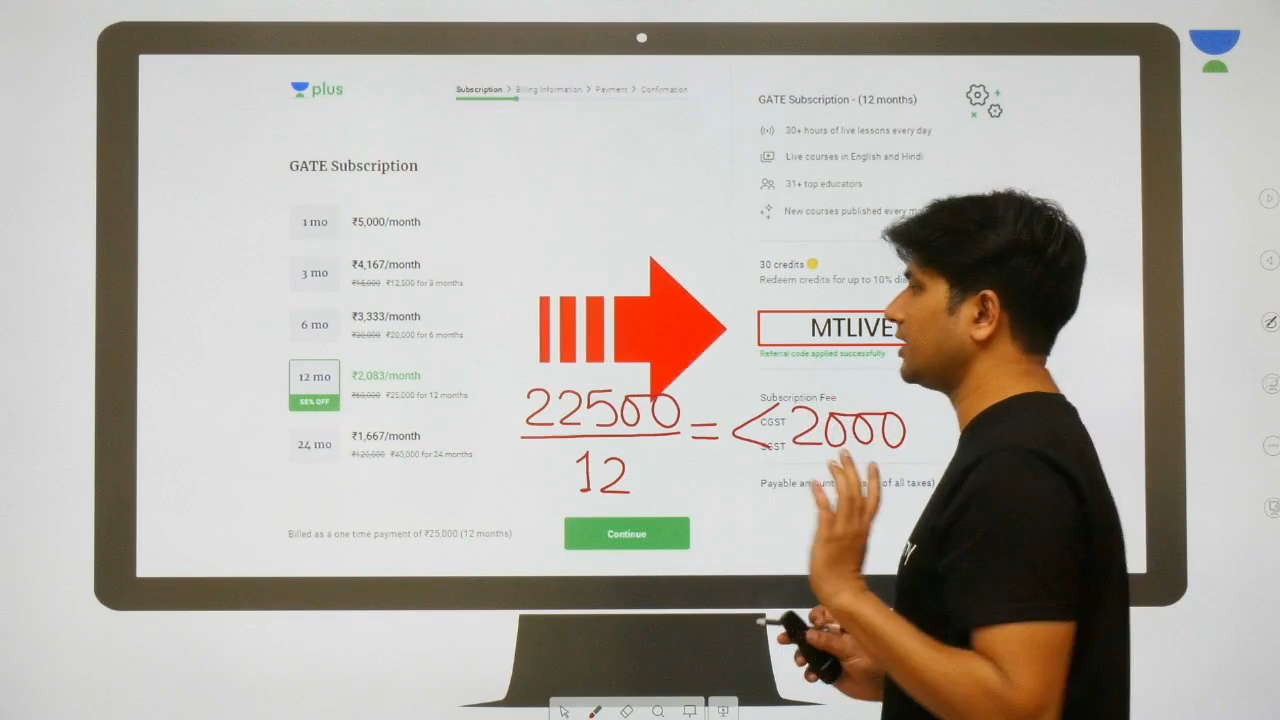 plus
Subscription > Billing Information > Payment > Confirmation
GATE Subscription
1 mo ₹5,000/month
3 mo ₹4,167/month
₹15,000 ₹12,500 for 3 months
6 mo ₹3,333/month
₹20,000 for 6 months
12 mo ₹2,083/month
OFF ₹60,000 ₹25,000 for 12 months
24 mo ₹1,667/month
₹120,000 ₹40,000 for 24 months
Billed as a one time payment of ₹25,000 (12 months)
Continue
GATE Subscription - (12 months)
30+ hours of live lessons every day
Live courses in English and Hindi
31+ top educators
New courses published every
30 credits
Redeem credits for up to 10%
MTLIVE
Referral code applied successfully
Subscription Fee
CGST
SGST
Payable of all taxes)
22500
12
= < 2000